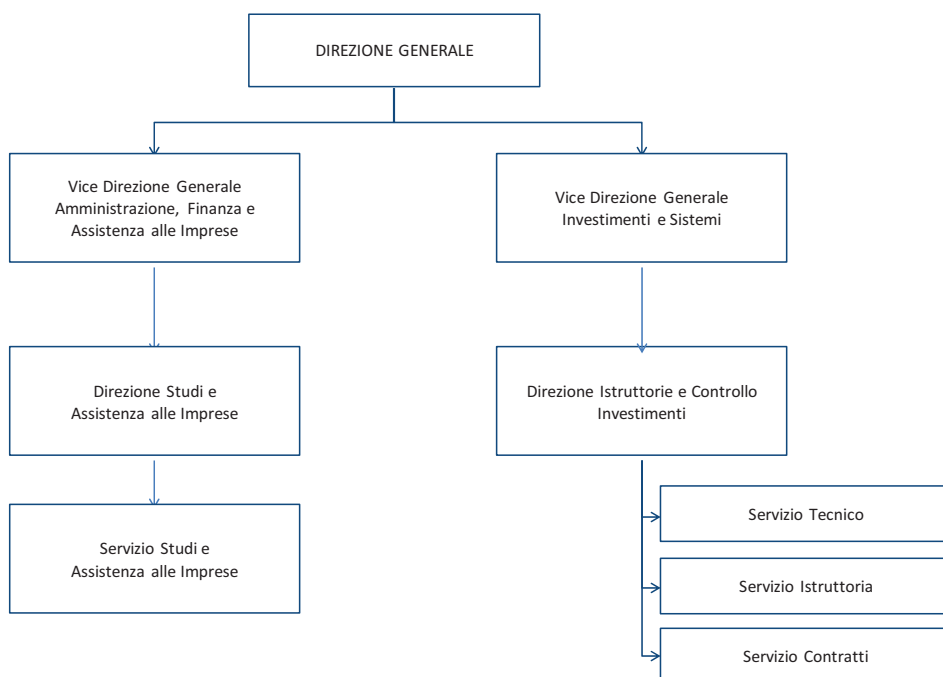 DIREZIONE GENERALE
Vice Direzione Generale
Amministrazione, Finanza e
Assistenza alle Imprese
Vice Direzione Generale
Investimenti e Sistemi
Direzione Studi e
Assistenza alle Imprese
Direzione Istruttorie e Controllo
Investimenti
Servizio Studi e
Assistenza alle Imprese
Servizio Tecnico
Servizio Istruttoria
Servizio Contratti